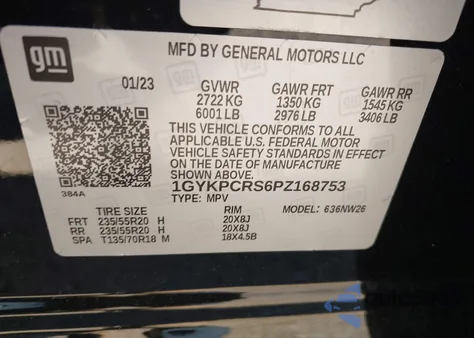 gm
MFD BY GENERAL MOTORS LLC
01/23 GVWR GAWR FRT GAWR RR
2722 KG 1350 KG 1545 KG
6001 LB 2976 LB 3406 LB
THIS VEHICLE CONFORMS TO ALL
APPLICABLE U.S. FEDERAL MOTOR
VEHICLE SAFETY STANDARDS IN EFFECT
ON THE DATE OF MANUFACTURE
SHOWN ABOVE.
384A
1GYKPCRS6PZ168753
TYPE: MPV
TIRE SIZE RIM MODEL: 636NW26
FRT 235/55R20 H 20X8J
RR 235/55R20 H 20X8J
SPA T135/70R18 M 18X4.5B